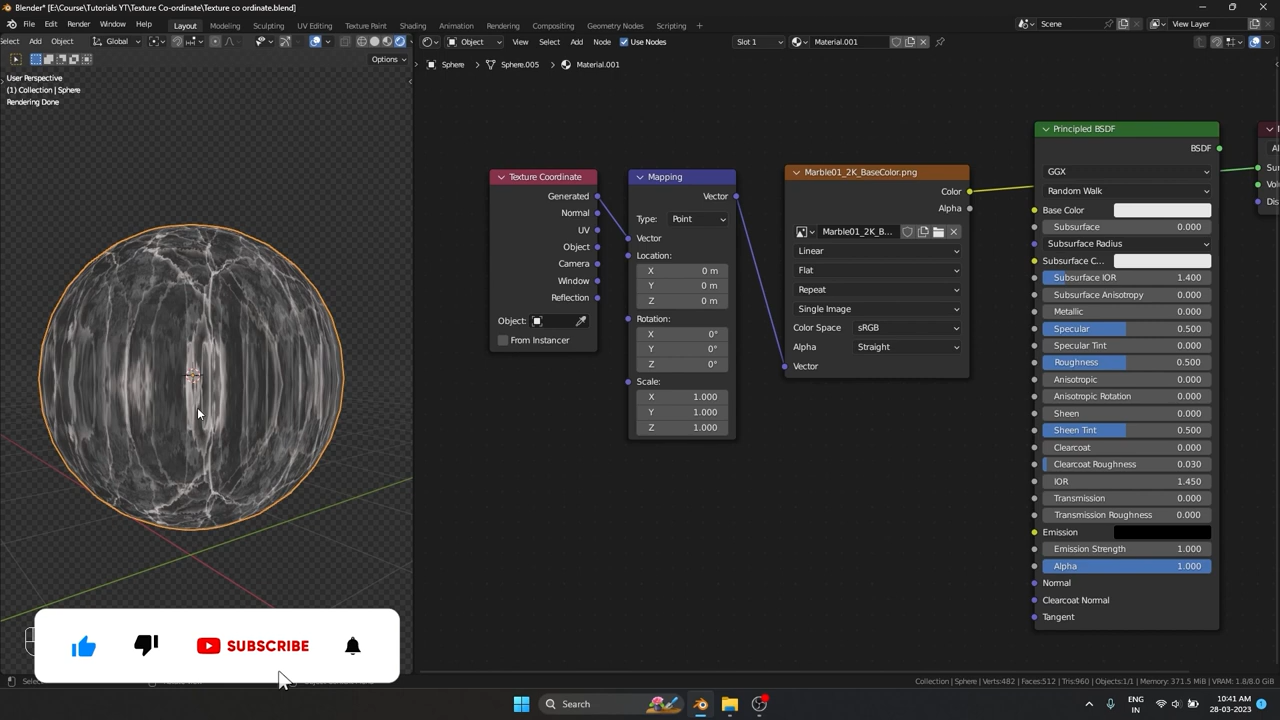 Blender* [E:\Course\Tutorials YT\Texture Co-ordinate\Texture co ordinate.blend]
File Edit Render Window Help Layout Modeling Sculpting UV Editing Texture Paint Shading Animation Rendering Compositing Geometry Nodes Scripting Scene View Layer
Select Add Object Global Object View Select Add Node Use Nodes Slot 1 Material.001
Options
Sphere Sphere.005 Material.001
User Perspective
(1) Collection | Sphere
Rendering Done
Texture Coordinate
Generated
Normal
UV
Object
Camera
Window
Reflection
Object:
From Instancer
Mapping
Vector
Type: Point
Vector
Location:
X 0 m
Y 0 m
Z 0 m
Rotation:
X 0°
Y 0°
Z 0°
Scale:
X 1.000
Y 1.000
Z 1.000
Marble01_2K_BaseColor.png
Color
Alpha
Marble01_2K_B...
Linear
Flat
Repeat
Single Image
Color Space sRGB
Alpha Straight
Vector
Principled BSDF
BSDF
GGX
Random Walk
Base Color
Subsurface 0.000
Subsurface Radius
Subsurface C...
Subsurface IOR 1.400
Subsurface Anisotropy 0.000
Metallic 0.000
Specular 0.500
Specular Tint 0.000
Roughness 0.500
Anisotropic 0.000
Anisotropic Rotation 0.000
Sheen 0.000
Sheen Tint 0.500
Clearcoat 0.000
Clearcoat Roughness 0.030
IOR 1.450
Transmission 0.000
Transmission Roughness 0.000
Emission
Emission Strength 1.000
Alpha 1.000
Normal
Clearcoat Normal
Tangent
SUBSCRIBE
Collection | Sphere | Verts:482 | Faces:512 | Tris:960 | Objects:1/1 | Memory: 371.5 MiB | VRAM: 1.8/8.0 GiB
Search
ENG
IN
10:41 AM
28-03-2023